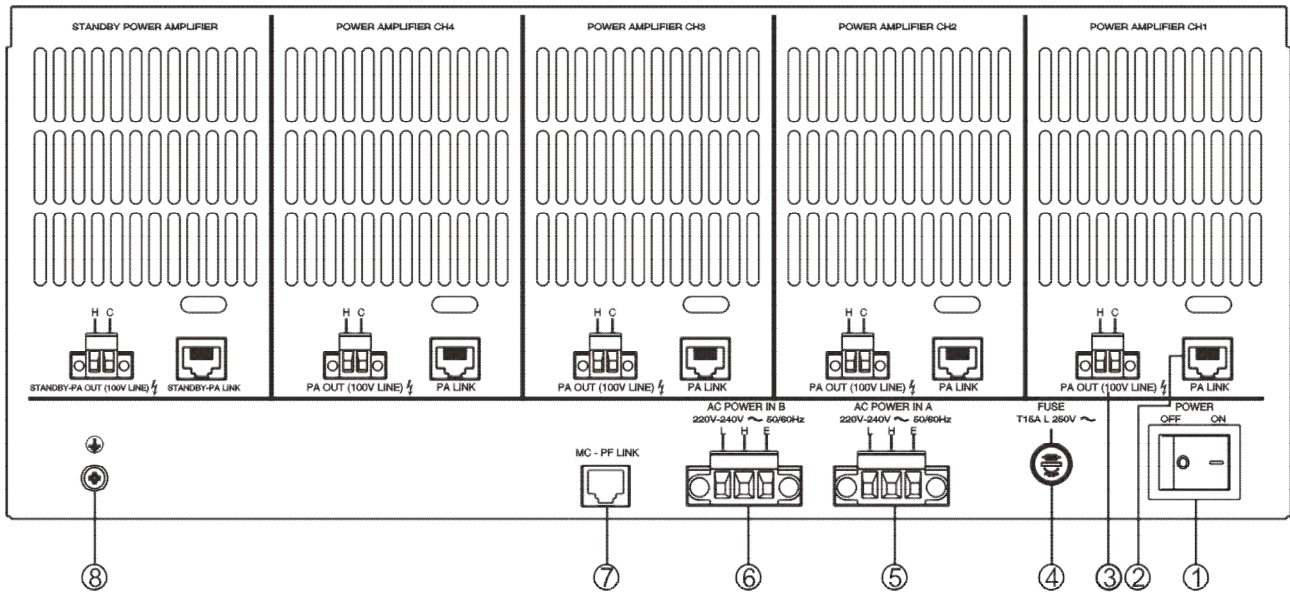 STANDBY POWER AMPLIFIER
POWER AMPLIFIER CH4
POWER AMPLIFIER CH3
POWER AMPLIFIER CH2
POWER AMPLIFIER CH1
H C
H C
H C
H C
H C
STANDBY-PA OUT (100V LINE)
STANDBY-PA LINK
PA OUT (100V LINE)
PA LINK
PA OUT (100V LINE)
PA LINK
PA OUT (100V LINE)
PA LINK
PA OUT (100V LINE)
PA LINK
MC - PF LINK
AC POWER IN B
220V-240V ~ 50/60Hz
L H E
AC POWER IN A
220V-240V ~ 50/60Hz
L H E
FUSE
T15A L 250V ~
POWER
OFF ON
⑧ ⑦ ⑥ ⑤ ④ ③ ② ①